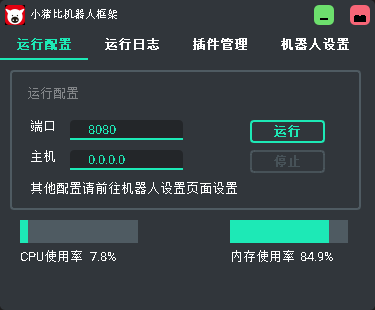 小猪比机器人框架
运行配置 运行日志 插件管理 机器人设置
运行配置
端口 8080 运行
主机 0.0.0.0 停止
其他配置请前往机器人设置页面设置
CPU使用率 7.8% 内存使用率 84.9%